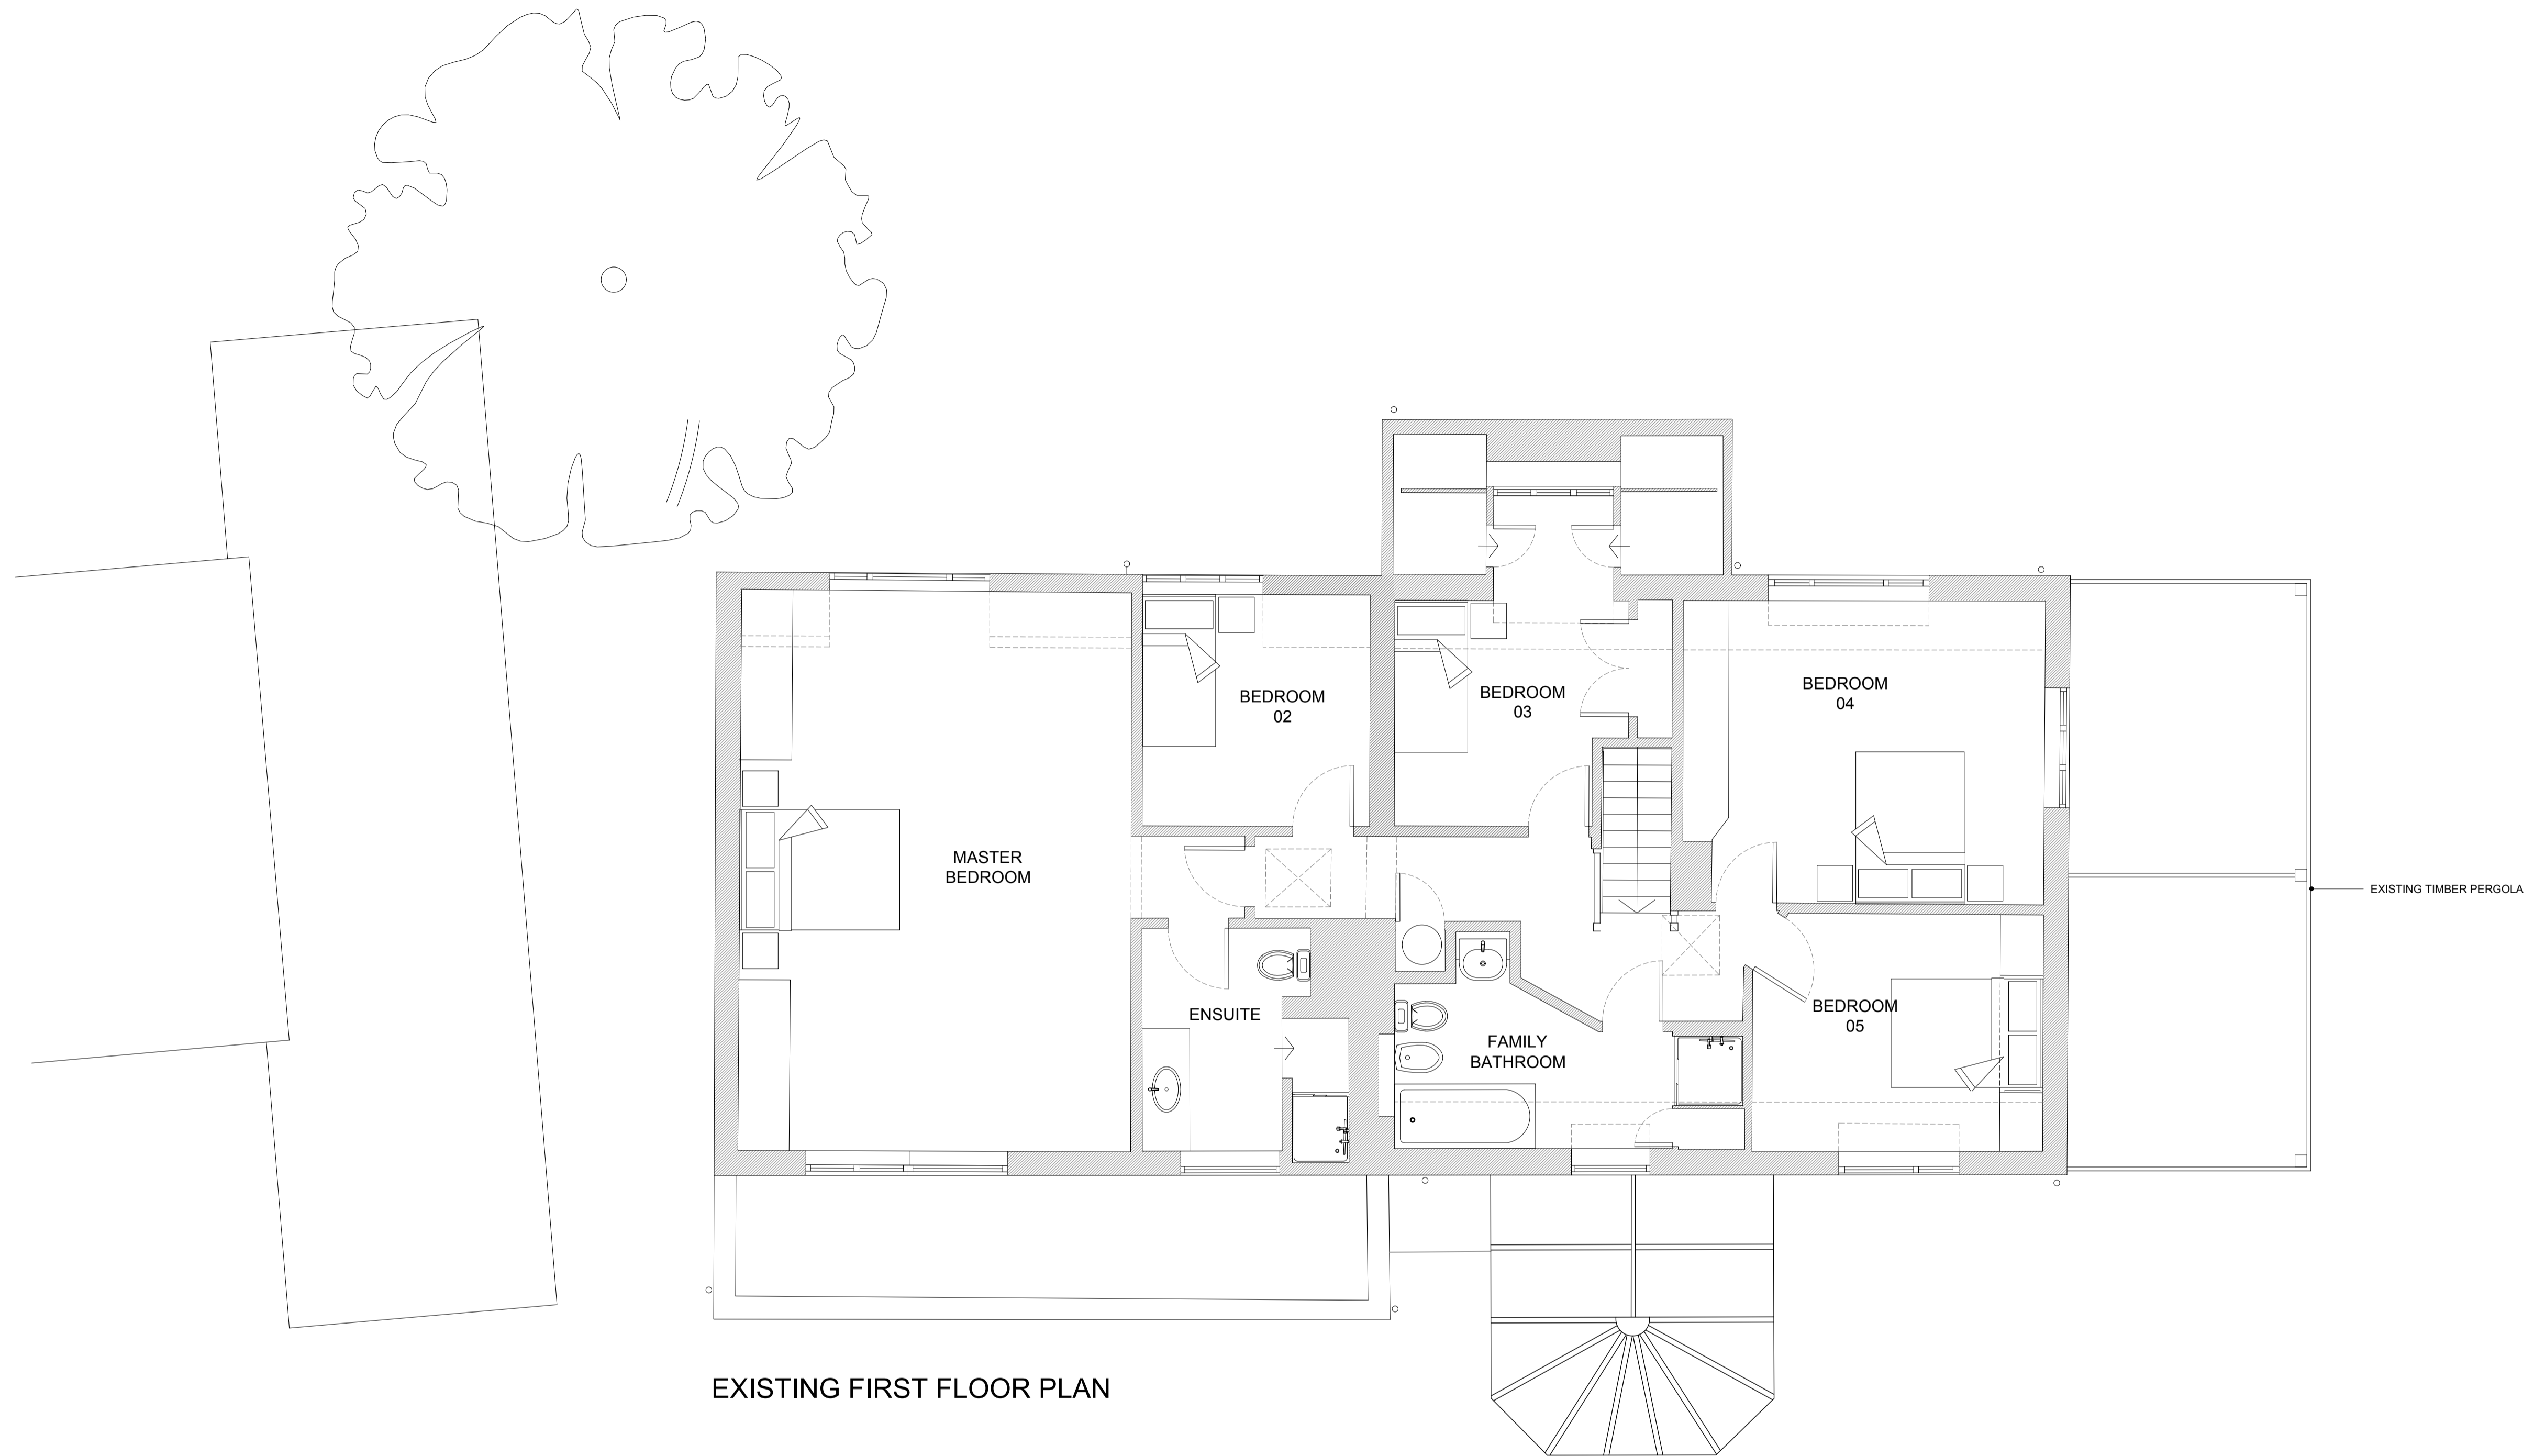 BEDROOM
02
BEDROOM
03
BEDROOM
04
MASTER
BEDROOM
EXISTING TIMBER PERGOLA
ENSUITE
FAMILY
BATHROOM
BEDROOM
05
EXISTING FIRST FLOOR PLAN